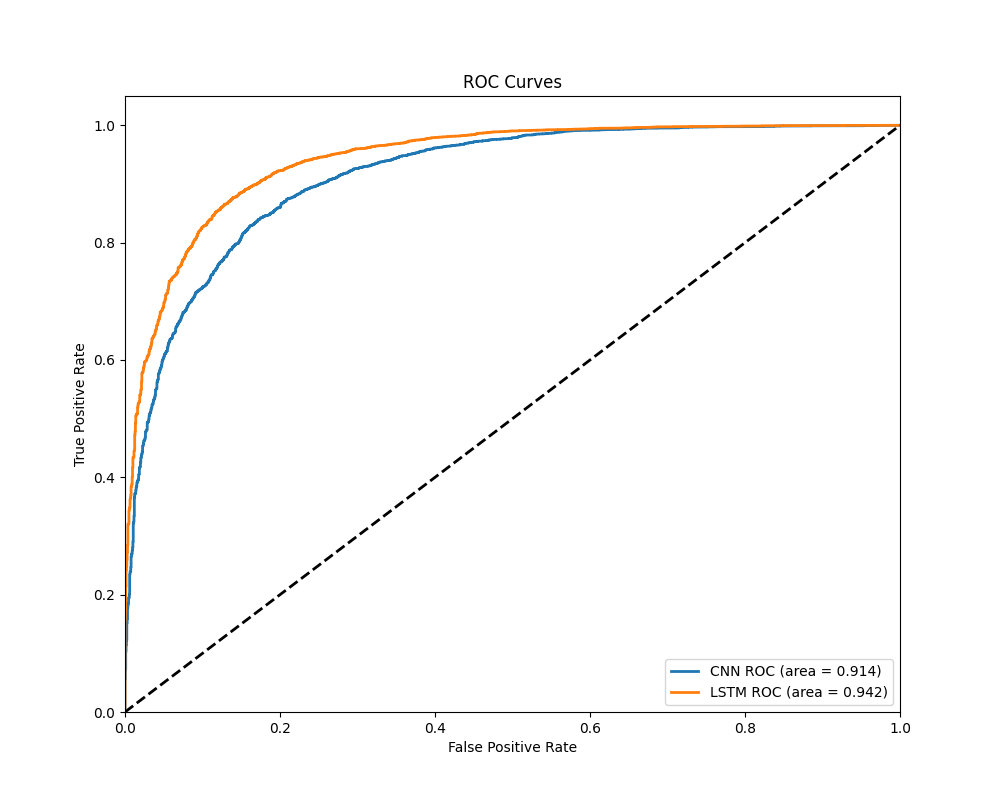 ROC Curves
True Positive Rate
1.0
0.8
0.6
0.4
0.2
0.0
0.0 0.2 0.4 0.6 0.8 1.0
False Positive Rate
CNN ROC (area = 0.914)
LSTM ROC (area = 0.942)